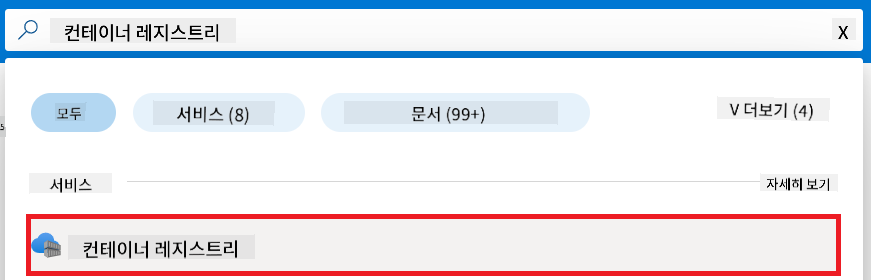 컨테이너 레지스트리 X
모두 서비스 (8) 문서 (99+) V 더보기 (4)
서비스 자세히 보기
컨테이너 레지스트리